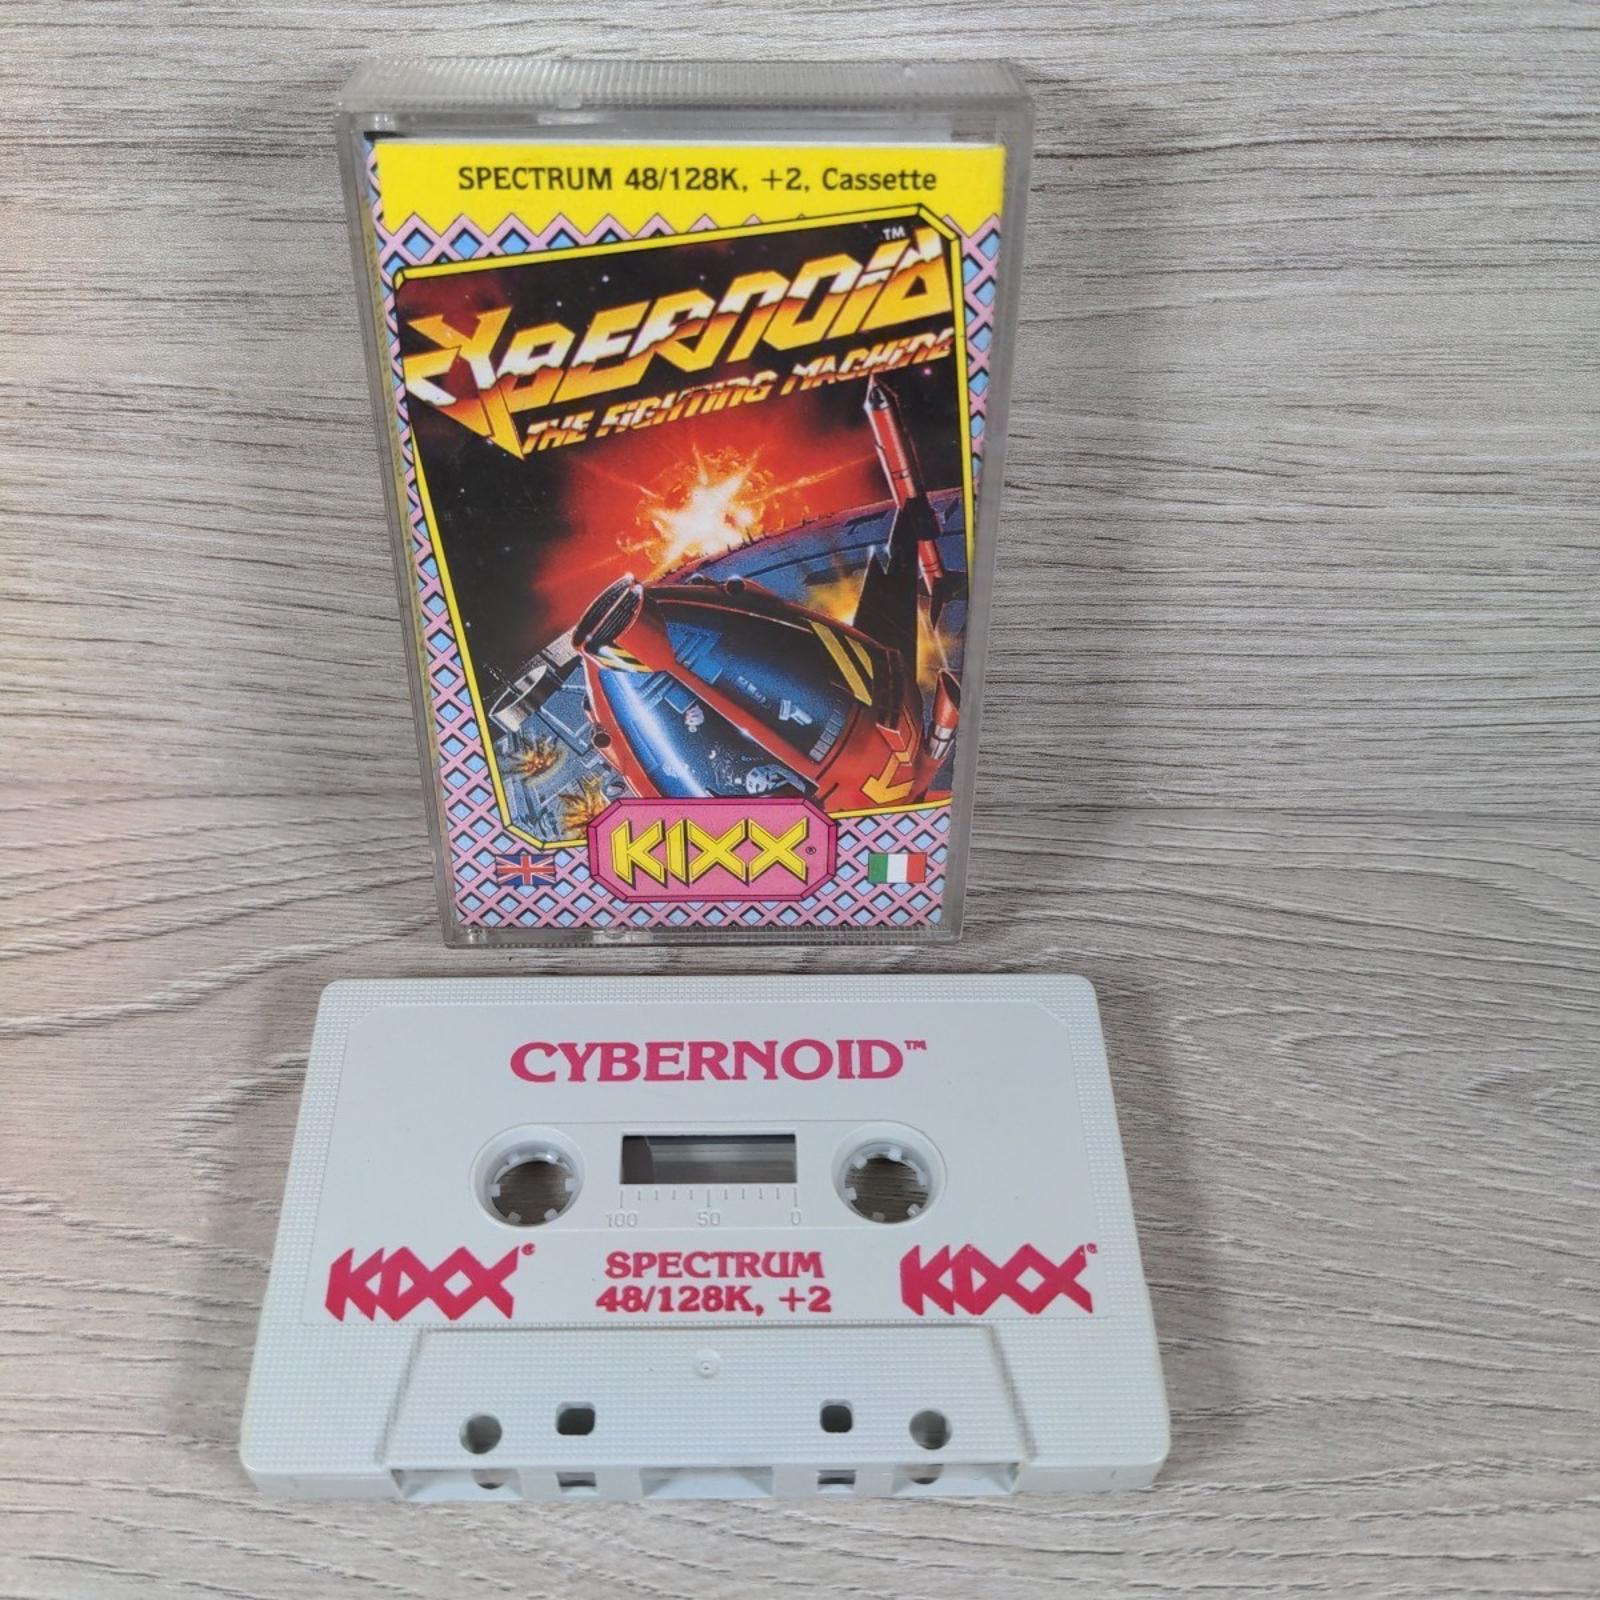 SPECTRUM 48/128K, +2, Cassette
CYBERNOID™
THE FIGHTING MACHINE
KIXX®
CYBERNOID™
100 50 0
KIXX® SPECTRUM KIXX®
48/128K, +2